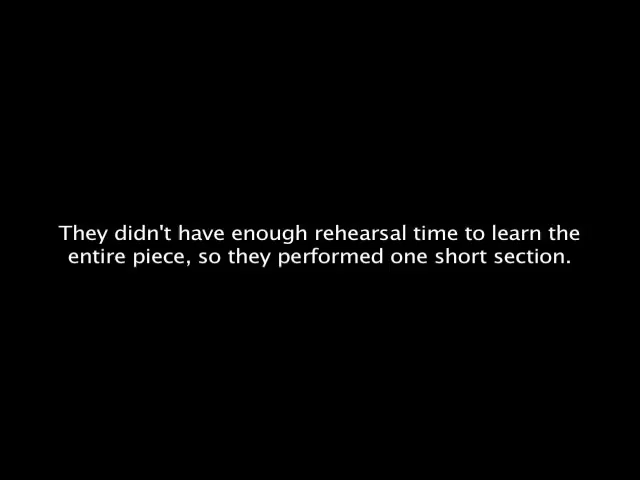 They didn't have enough rehearsal time to learn the
entire piece, so they performed one short section.